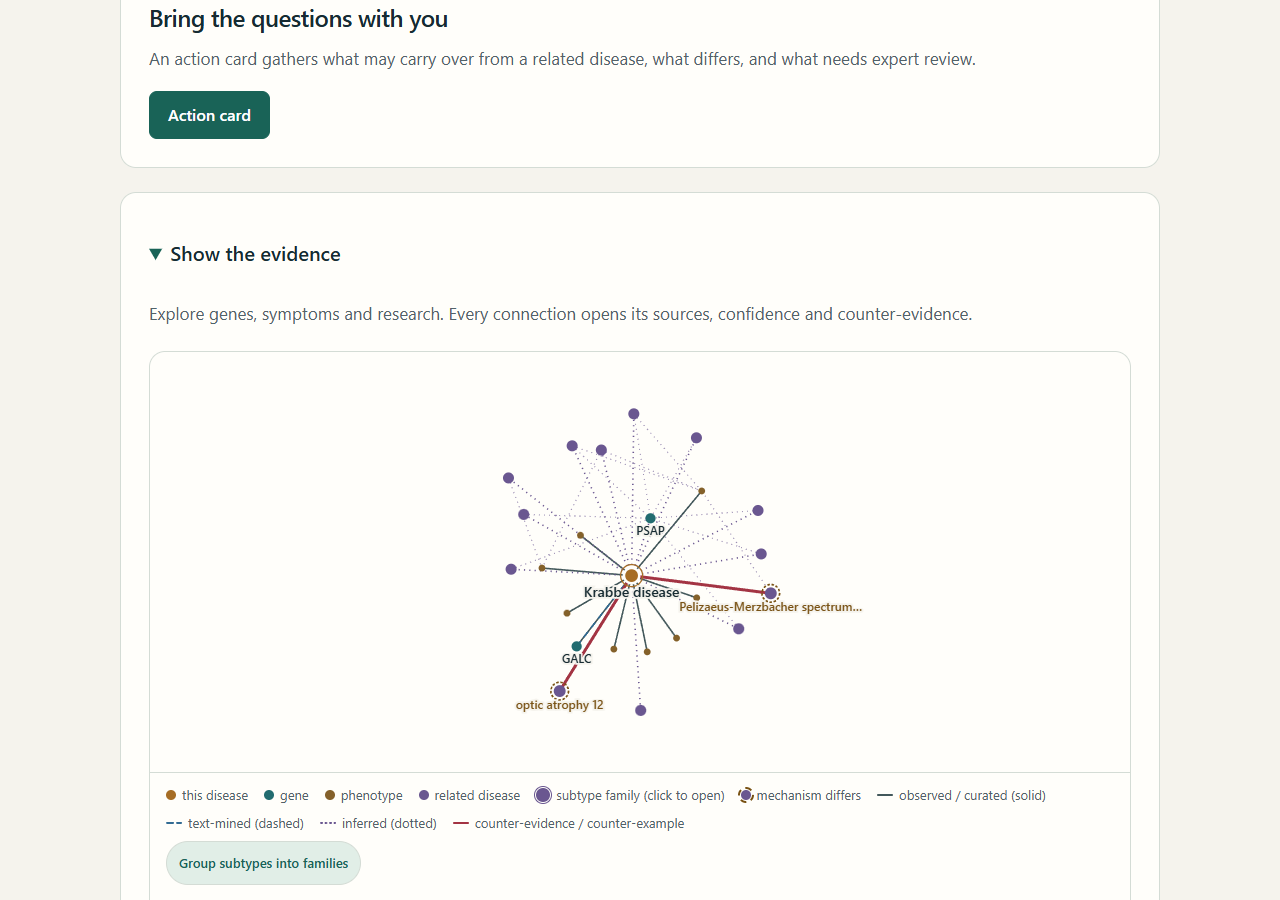 Bring the questions with you
An action card gathers what may carry over from a related disease, what differs, and what needs expert review.
Action card
Show the evidence
Explore genes, symptoms and research. Every connection opens its sources, confidence and counter-evidence.
PSAP
Krabbe disease
Pelizaeus-Merzbacher spectrum...
GALC
optic atrophy 12
this disease gene phenotype related disease subtype family (click to open) mechanism differs observed / curated (solid)
text-mined (dashed) inferred (dotted) counter-evidence / counter-example
Group subtypes into families